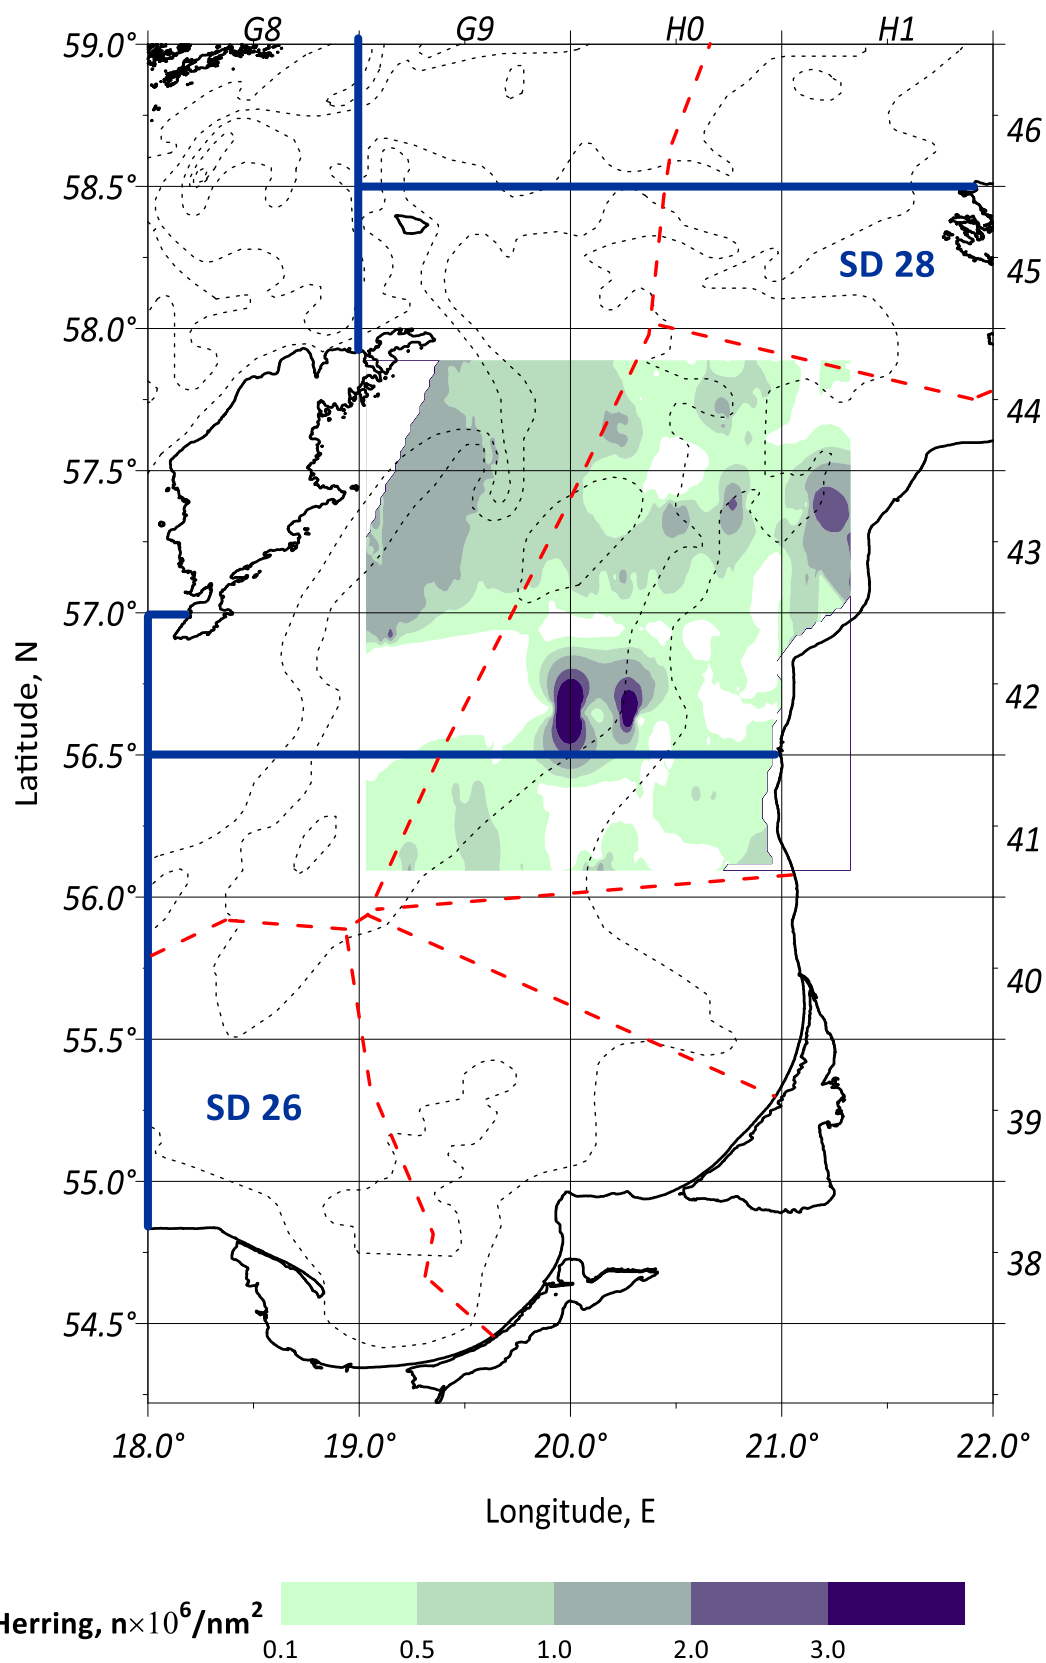 G8 G9 H0 H1
59.0°
46
58.5°
SD 28
45
58.0°
44
57.5°
43
57.0°
Latitude, N
42
56.5°
41
56.0°
40
55.5°
SD 26
39
55.0°
38
54.5°
18.0° 19.0° 20.0° 21.0° 22.0°
Longitude, E
Herring, n×10⁶/nm²
0.1 0.5 1.0 2.0 3.0